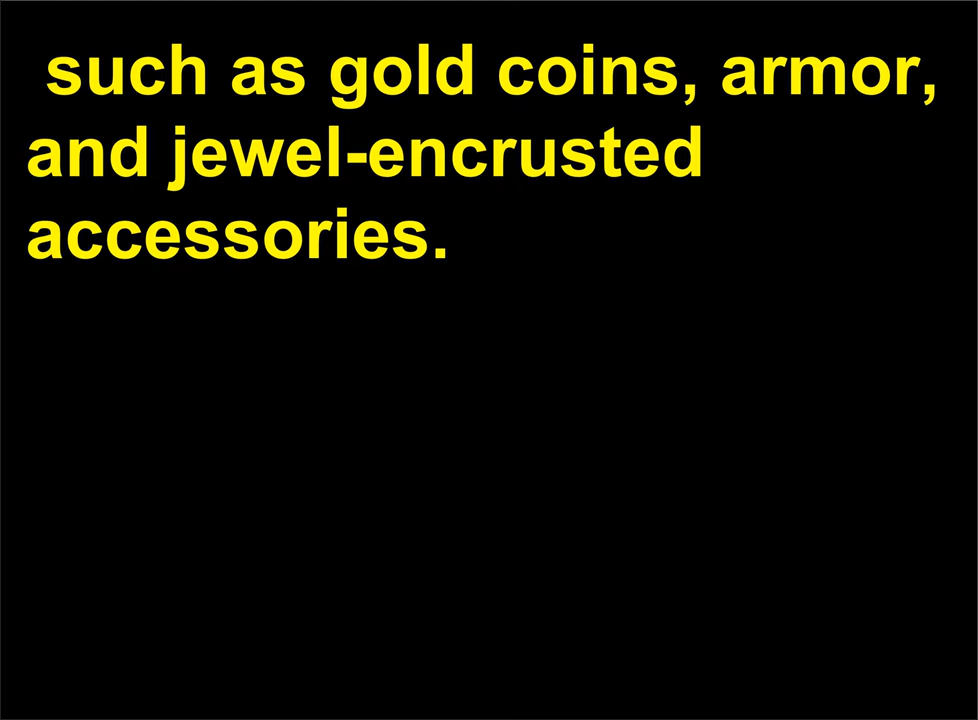 such as gold coins, armor,
and jewel-encrusted
accessories.